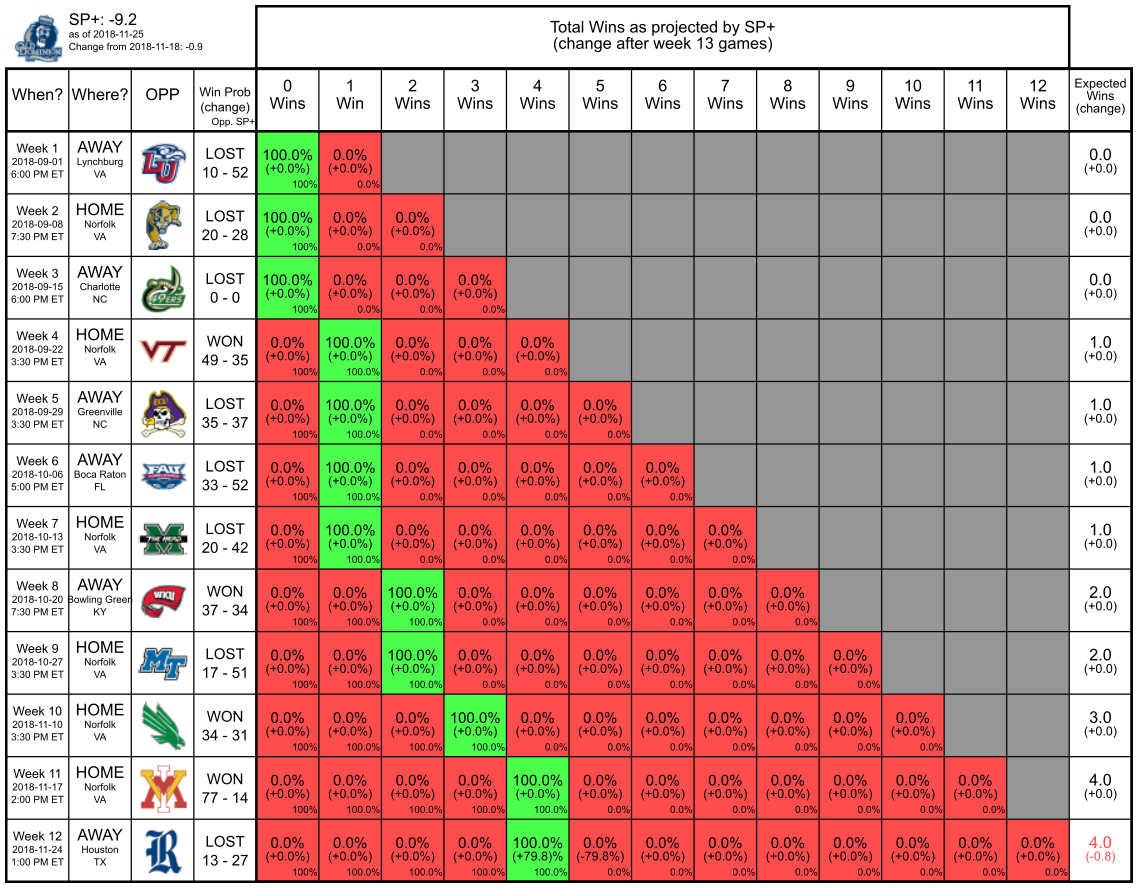 SP+: -9.2
as of 2018-11-25
Change from 2018-11-18: -0.9
OLD DOMINION
Total Wins as projected by SP+
(change after week 13 games)
When? Where? OPP Win Prob (change) Opp. SP+ 0 Wins 1 Win 2 Wins 3 Wins 4 Wins 5 Wins 6 Wins 7 Wins 8 Wins 9 Wins 10 Wins 11 Wins 12 Wins Expected Wins (change)
Week 1 AWAY LU LOST 100.0% 0.0% 0.0
2018-09-01 Lynchburg (+0.0%) (+0.0%) (+0.0)
6:00 PM ET VA 10 - 52 100% 0.0%
Week 2 HOME LOST 100.0% 0.0% 0.0% 0.0
2018-09-08 Norfolk (+0.0%) (+0.0%) (+0.0%) (+0.0)
7:30 PM ET VA 20 - 28 100% 0.0% 0.0%
Week 3 AWAY 49ERS LOST 100.0% 0.0% 0.0% 0.0% 0.0
2018-09-15 Charlotte (+0.0%) (+0.0%) (+0.0%) (+0.0%) (+0.0)
6:00 PM ET NC 0 - 0 100% 0.0% 0.0% 0.0%
Week 4 HOME VT WON 0.0% 100.0% 0.0% 0.0% 0.0% 1.0
2018-09-22 Norfolk (+0.0%) (+0.0%) (+0.0%) (+0.0%) (+0.0%) (+0.0)
3:30 PM ET VA 49 - 35 100% 100.0% 0.0% 0.0% 0.0%
Week 5 AWAY ECU LOST 0.0% 100.0% 0.0% 0.0% 0.0% 0.0% 1.0
2018-09-29 Greenville (+0.0%) (+0.0%) (+0.0%) (+0.0%) (+0.0%) (+0.0%) (+0.0)
3:30 PM ET NC 35 - 37 100% 100.0% 0.0% 0.0% 0.0% 0.0%
Week 6 AWAY FAU LOST 0.0% 100.0% 0.0% 0.0% 0.0% 0.0% 0.0% 1.0
2018-10-06 Boca Raton (+0.0%) (+0.0%) (+0.0%) (+0.0%) (+0.0%) (+0.0%) (+0.0%) (+0.0)
5:00 PM ET FL 33 - 52 100% 100.0% 0.0% 0.0% 0.0% 0.0% 0.0%
Week 7 HOME THE HERD LOST 0.0% 100.0% 0.0% 0.0% 0.0% 0.0% 0.0% 0.0% 1.0
2018-10-13 Norfolk (+0.0%) (+0.0%) (+0.0%) (+0.0%) (+0.0%) (+0.0%) (+0.0%) (+0.0%) (+0.0)
3:30 PM ET VA 20 - 42 100% 100.0% 0.0% 0.0% 0.0% 0.0% 0.0% 0.0%
Week 8 AWAY WKU WON 0.0% 0.0% 100.0% 0.0% 0.0% 0.0% 0.0% 0.0% 0.0% 2.0
2018-10-20 Bowling Green (+0.0%) (+0.0%) (+0.0%) (+0.0%) (+0.0%) (+0.0%) (+0.0%) (+0.0%) (+0.0%) (+0.0)
7:30 PM ET KY 37 - 34 100% 100.0% 100.0% 0.0% 0.0% 0.0% 0.0% 0.0% 0.0%
Week 9 HOME MT LOST 0.0% 0.0% 100.0% 0.0% 0.0% 0.0% 0.0% 0.0% 0.0% 0.0% 2.0
2018-10-27 Norfolk (+0.0%) (+0.0%) (+0.0%) (+0.0%) (+0.0%) (+0.0%) (+0.0%) (+0.0%) (+0.0%) (+0.0%) (+0.0)
3:30 PM ET VA 17 - 51 100% 100.0% 100.0% 0.0% 0.0% 0.0% 0.0% 0.0% 0.0% 0.0%
Week 10 HOME WON 0.0% 0.0% 0.0% 100.0% 0.0% 0.0% 0.0% 0.0% 0.0% 0.0% 0.0% 3.0
2018-11-10 Norfolk (+0.0%) (+0.0%) (+0.0%) (+0.0%) (+0.0%) (+0.0%) (+0.0%) (+0.0%) (+0.0%) (+0.0%) (+0.0%) (+0.0)
3:30 PM ET VA 34 - 31 100% 100.0% 100.0% 100.0% 0.0% 0.0% 0.0% 0.0% 0.0% 0.0% 0.0%
Week 11 HOME VMI WON 0.0% 0.0% 0.0% 0.0% 100.0% 0.0% 0.0% 0.0% 0.0% 0.0% 0.0% 0.0% 4.0
2018-11-17 Norfolk (+0.0%) (+0.0%) (+0.0%) (+0.0%) (+0.0%) (+0.0%) (+0.0%) (+0.0%) (+0.0%) (+0.0%) (+0.0%) (+0.0%) (+0.0)
2:00 PM ET VA 77 - 14 100% 100.0% 100.0% 100.0% 100.0% 0.0% 0.0% 0.0% 0.0% 0.0% 0.0% 0.0%
Week 12 AWAY R LOST 0.0% 0.0% 0.0% 0.0% 100.0% 0.0% 0.0% 0.0% 0.0% 0.0% 0.0% 0.0% 0.0% 4.0
2018-11-24 Houston (+0.0%) (+0.0%) (+0.0%) (+0.0%) (+79.8)% (-79.8%) (+0.0%) (+0.0%) (+0.0%) (+0.0%) (+0.0%) (+0.0%) (+0.0%) (-0.8)
1:00 PM ET TX 13 - 27 100% 100.0% 100.0% 100.0% 100.0% 0.0% 0.0% 0.0% 0.0% 0.0% 0.0% 0.0% 0.0%